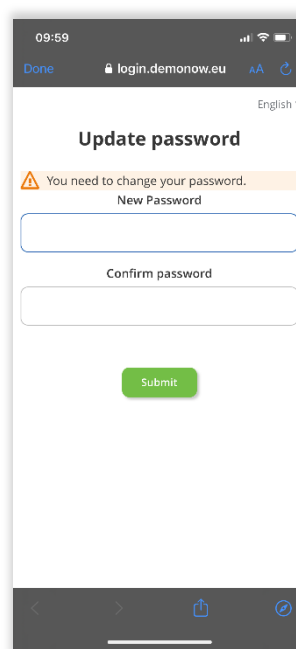 09:59
Done login.demonow.eu AA
English
Update password
You need to change your password.
New Password
Confirm password
Submit